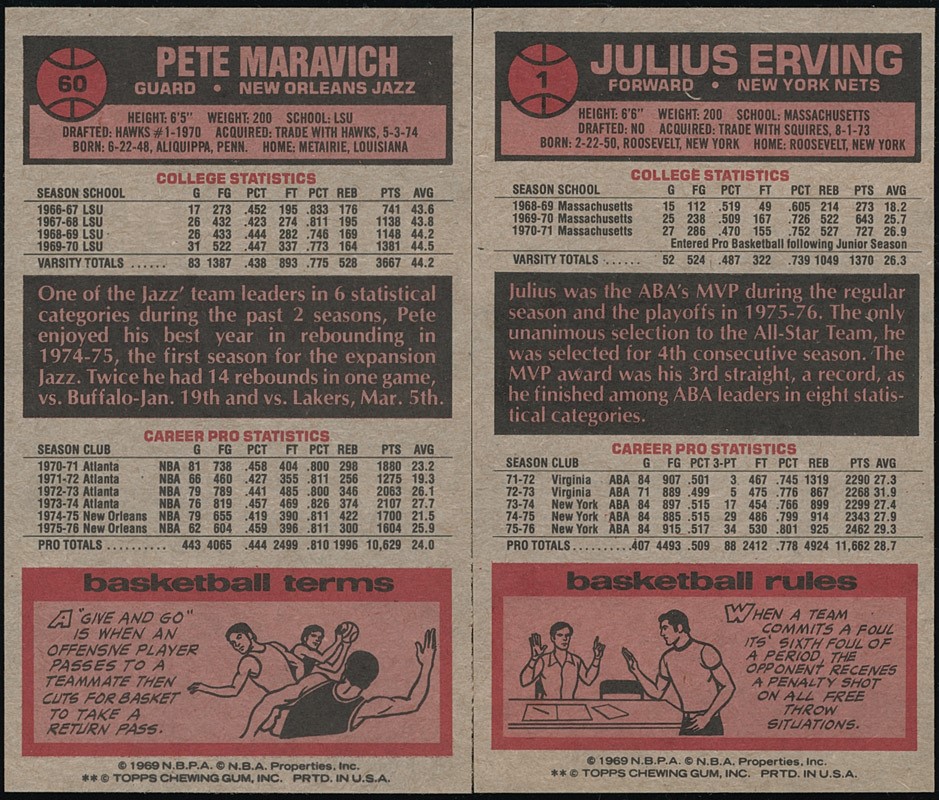 60
PETE MARAVICH
GUARD • NEW ORLEANS JAZZ
HEIGHT: 6'5" WEIGHT: 200 SCHOOL: LSU
DRAFTED: HAWKS #1-1970 ACQUIRED: TRADE WITH HAWKS, 5-3-74
BORN: 6-22-48, ALIQUIPPA, PENN. HOME: METAIRIE, LOUISIANA
COLLEGE STATISTICS
SEASON SCHOOL G FG PCT FT PCT REB PTS AVG
1966-67 LSU 17 273 .452 195 .833 176 741 43.6
1967-68 LSU 26 432 .423 274 .811 195 1138 43.8
1968-69 LSU 26 433 .444 282 .746 169 1148 44.2
1969-70 LSU 31 522 .447 337 .773 164 1381 44.5
VARSITY TOTALS ...... 83 1387 .438 893 .775 528 3667 44.2
One of the Jazz' team leaders in 6 statistical
categories during the past 2 seasons, Pete
enjoyed his best year in rebounding in
1974-75, the first season for the expansion
Jazz. Twice he had 14 rebounds in one game,
vs. Buffalo-Jan. 19th and vs. Lakers, Mar. 5th.
CAREER PRO STATISTICS
SEASON CLUB G FG PCT FT PCT REB PTS AVG
1970-71 Atlanta NBA 81 738 .458 404 .800 298 1880 23.2
1971-72 Atlanta NBA 66 460 .427 355 .811 256 1275 19.3
1972-73 Atlanta NBA 79 789 .441 485 .800 346 2063 26.1
1973-74 Atlanta NBA 76 819 .457 469 .826 374 2107 27.7
1974-75 New Orleans NBA 79 655 .419 390 .811 422 1700 21.5
1975-76 New Orleans NBA 62 604 .459 396 .811 300 1604 25.9
PRO TOTALS .......... 443 4065 .444 2499 .810 1996 10,629 24.0
basketball terms
A "GIVE AND GO"
IS WHEN AN
OFFENSIVE PLAYER
PASSES TO A
TEAMMATE THEN
CUTS FOR BASKET
TO TAKE A
RETURN PASS.
© 1969 N.B.P.A. © N.B.A. Properties, Inc.
** © TOPPS CHEWING GUM, INC. PRTD. IN U.S.A.
1
JULIUS ERVING
FORWARD • NEW YORK NETS
HEIGHT: 6'6" WEIGHT: 200 SCHOOL: MASSACHUSETTS
DRAFTED: NO ACQUIRED: TRADE WITH SQUIRES, 8-1-73
BORN: 2-22-50, ROOSEVELT, NEW YORK HOME: ROOSEVELT, NEW YORK
COLLEGE STATISTICS
SEASON SCHOOL G FG PCT FT PCT REB PTS AVG
1968-69 Massachusetts 15 112 .519 49 .605 214 273 18.2
1969-70 Massachusetts 25 238 .509 167 .726 522 643 25.7
1970-71 Massachusetts 27 286 .470 155 .752 527 727 26.9
Entered Pro Basketball following Junior Season
VARSITY TOTALS ...... 52 524 .487 322 .739 1049 1370 26.3
Julius was the ABA's MVP during the regular
season and the playoffs in 1975-76. The only
unanimous selection to the All-Star Team, he
was selected for 4th consecutive season. The
MVP award was his 3rd straight, a record, as
he finished among ABA leaders in eight statis-
tical categories.
CAREER PRO STATISTICS
SEASON CLUB G FG PCT 3-PT FT PCT REB PTS AVG
71-72 Virginia ABA 84 907 .501 3 467 .745 1319 2290 27.3
72-73 Virginia ABA 71 889 .499 5 475 .776 867 2268 31.9
73-74 New York ABA 84 897 .515 17 454 .766 899 2299 27.4
74-75 New York ABA 84 885 .515 29 486 .799 914 2343 27.9
75-76 New York ABA 84 915 .517 34 530 .801 925 2462 29.3
PRO TOTALS .......... 407 4493 .509 88 2412 .778 4924 11,662 28.7
basketball rules
WHEN A TEAM
COMMITS A FOUL
ITS' SIXTH FOUL OF
A PERIOD, THE
OPPONENT RECEIVES
A PENALTY SHOT
ON ALL FREE
THROW
SITUATIONS.
© 1969 N.B.P.A. © N.B.A. Properties, Inc.
** © TOPPS CHEWING GUM, INC. PRTD. IN U.S.A.